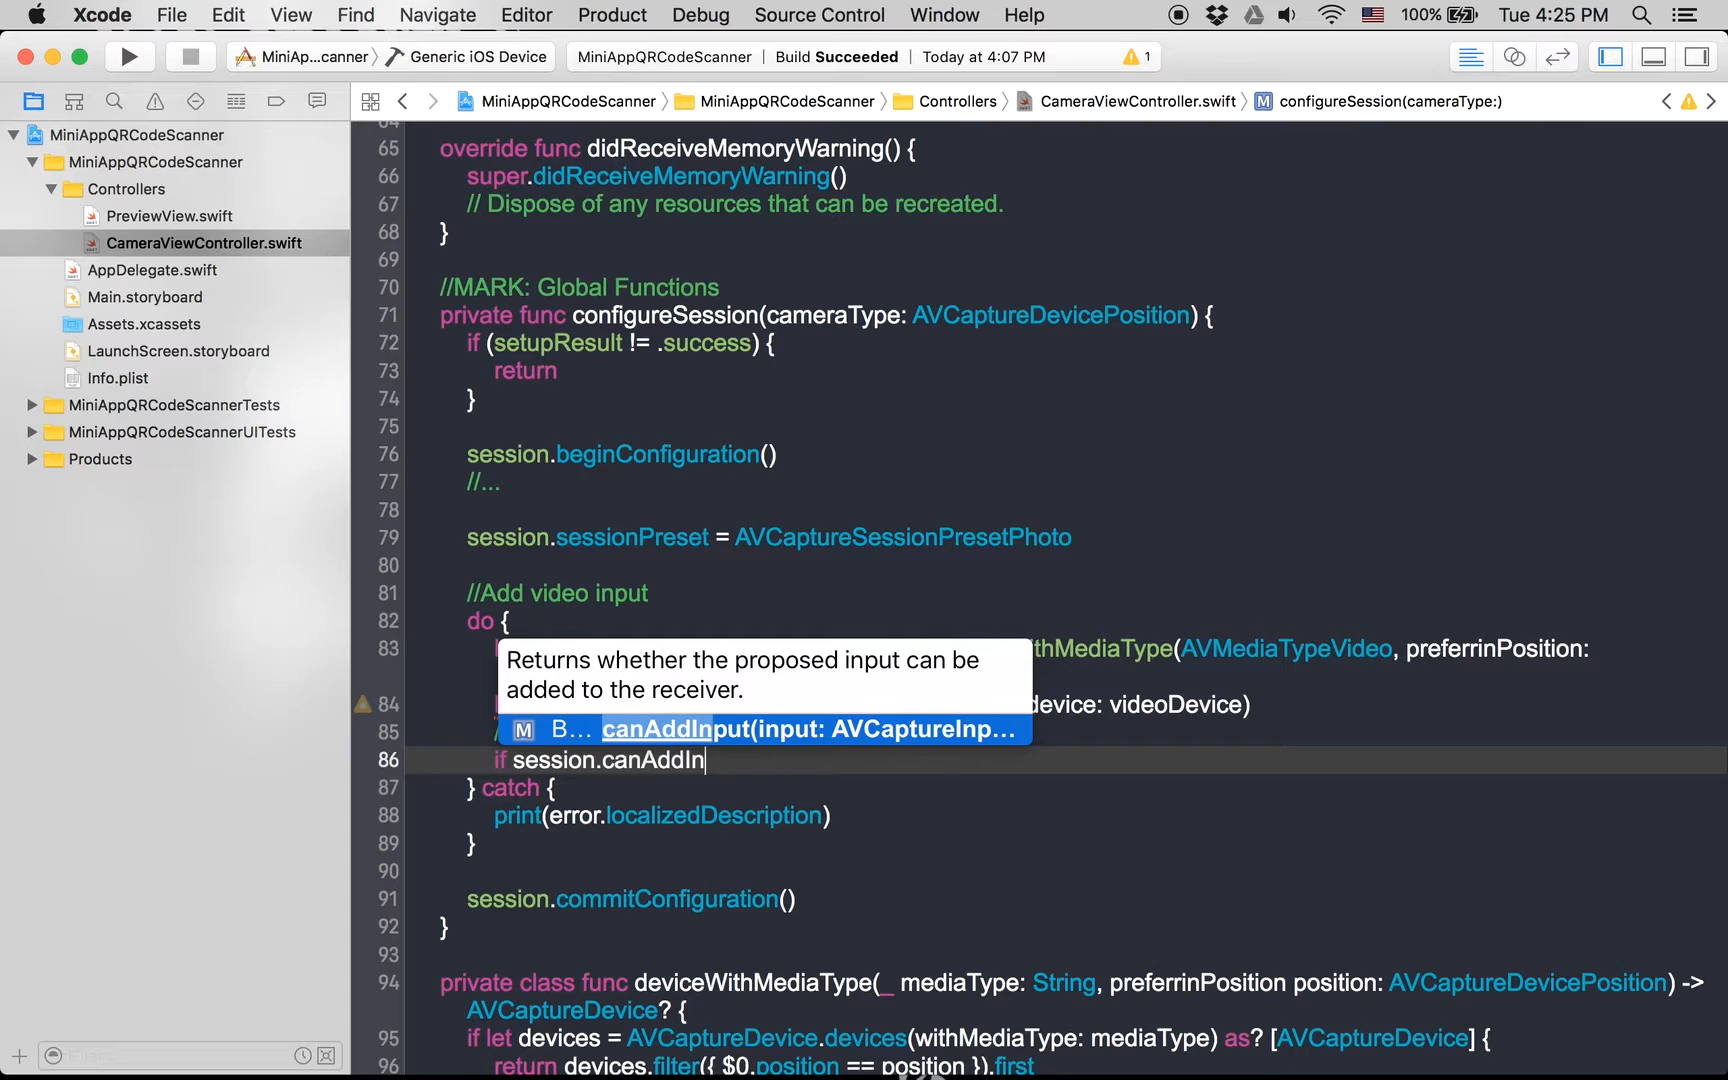 Xcode File Edit View Find Navigate Editor Product Debug Source Control Window Help 100% Tue 4:25 PM
MiniAp...canner Generic iOS Device MiniAppQRCodeScanner | Build Succeeded | Today at 4:07 PM 1
MiniAppQRCodeScanner MiniAppQRCodeScanner Controllers CameraViewController.swift M configureSession(cameraType:)
MiniAppQRCodeScanner
MiniAppQRCodeScanner
Controllers
PreviewView.swift
CameraViewController.swift
AppDelegate.swift
Main.storyboard
Assets.xcassets
LaunchScreen.storyboard
Info.plist
MiniAppQRCodeScannerTests
MiniAppQRCodeScannerUITests
Products
64
65 override func didReceiveMemoryWarning() {
66 super.didReceiveMemoryWarning()
67 // Dispose of any resources that can be recreated.
68 }
69
70 //MARK: Global Functions
71 private func configureSession(cameraType: AVCaptureDevicePosition) {
72 if (setupResult != .success) {
73 return
74 }
75
76 session.beginConfiguration()
77 //...
78
79 session.sessionPreset = AVCaptureSessionPresetPhoto
80
81 //Add video input
82 do {
83 thMediaType(AVMediaTypeVideo, preferrinPosition:
Returns whether the proposed input can be
added to the receiver.
84 device: videoDevice)
85 M B... canAddInput(input: AVCaptureInp...
86 if session.canAddIn
87 } catch {
88 print(error.localizedDescription)
89 }
90
91 session.commitConfiguration()
92 }
93
94 private class func deviceWithMediaType(_ mediaType: String, preferrinPosition position: AVCaptureDevicePosition) ->
AVCaptureDevice? {
95 if let devices = AVCaptureDevice.devices(withMediaType: mediaType) as? [AVCaptureDevice] {
96 return devices.filter({ $0.position == position }).first